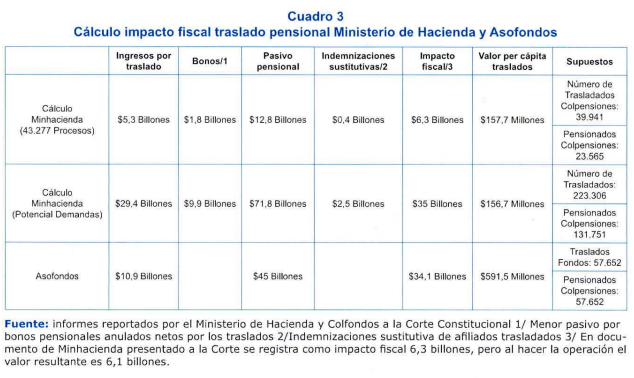 Cuadro 3
Cálculo impacto fiscal traslado pensional Ministerio de Hacienda y Asofondos
Ingresos por traslado | Bonos/1 | Pasivo pensional | Indemnizaciones sustitutivas/2 | Impacto fiscal/3 | Valor per cápita traslados | Supuestos
Cálculo Minhacienda (43.277 Procesos) | $5,3 Billones | $1,8 Billones | $12,8 Billones | $0,4 Billones | $6,3 Billones | $157,7 Millones | Número de Trasladados Colpensiones: 39.941
Pensionados Colpensiones: 23.565
Cálculo Minhacienda (Potencial Demandas) | $29,4 Billones | $9,9 Billones | $71,8 Billones | $2,5 Billones | $35 Billones | $156,7 Millones | Número de Trasladados: 223.306
Pensionados Colpensiones: 131.751
Asofondos | $10,9 Billones | $45 Billones | $34,1 Billones | $591,5 Millones | Traslados Fondos: 57.652
Pensionados Colpensiones: 57.652
Fuente: informes reportados por el Ministerio de Hacienda y Colfondos a la Corte Constitucional 1/ Menor pasivo por
bonos pensionales anulados netos por los traslados 2/Indemnizaciones sustitutiva de afiliados trasladados 3/ En docu-
mento de Minhacienda presentado a la Corte se registra como impacto fiscal 6,3 billones, pero al hacer la operación el
valor resultante es 6,1 billones.